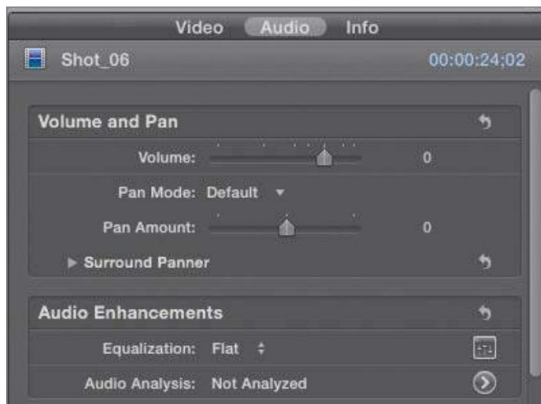 Video Audio Info
Shot_06 00:00:24;02
Volume and Pan
Volume: 0
Pan Mode: Default
Pan Amount: 0
Surround Panner
Audio Enhancements
Equalization: Flat
Audio Analysis: Not Analyzed